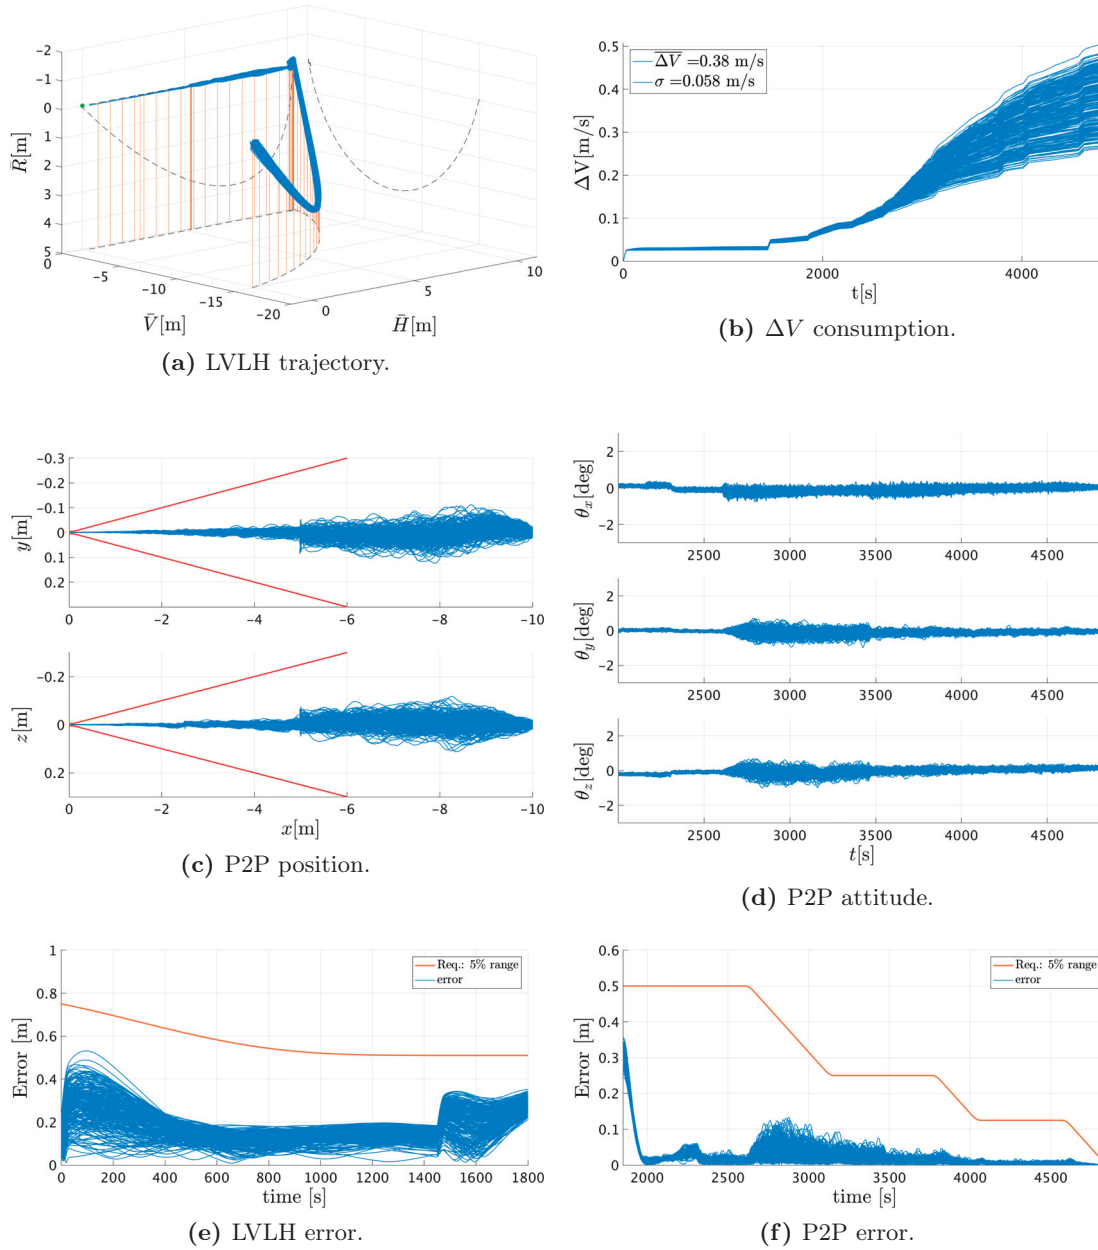 −2
−1
0
1
2
3
4
5
R̄[m]
0
−5
−10
−15
−20
V̄[m]
0
5
10
H̄[m]
(a) LVLH trajectory.
0.5
0.4
0.3
0.2
0.1
0
ΔV[m/s]
ΔV̅ =0.38 m/s
σ =0.058 m/s
0 2000 4000
t[s]
(b) ΔV consumption.
−0.3
−0.2
−0.1
0
0.1
0.2
y[m]
0 −2 −4 −6 −8 −10
−0.2
0
0.2
z[m]
0 −2 −4 −6 −8 −10
x[m]
(c) P2P position.
2
0
−2
θx[deg]
2500 3000 3500 4000 4500
2
0
−2
θy[deg]
2500 3000 3500 4000 4500
2
0
−2
θz[deg]
2500 3000 3500 4000 4500
t[s]
(d) P2P attitude.
1
0.8
0.6
0.4
0.2
0
Error [m]
Req.: 5% range
error
0 200 400 600 800 1000 1200 1400 1600 1800
time [s]
(e) LVLH error.
0.6
0.5
0.4
0.3
0.2
0.1
0
Error [m]
Req.: 5% range
error
2000 2500 3000 3500 4000 4500
time [s]
(f) P2P error.